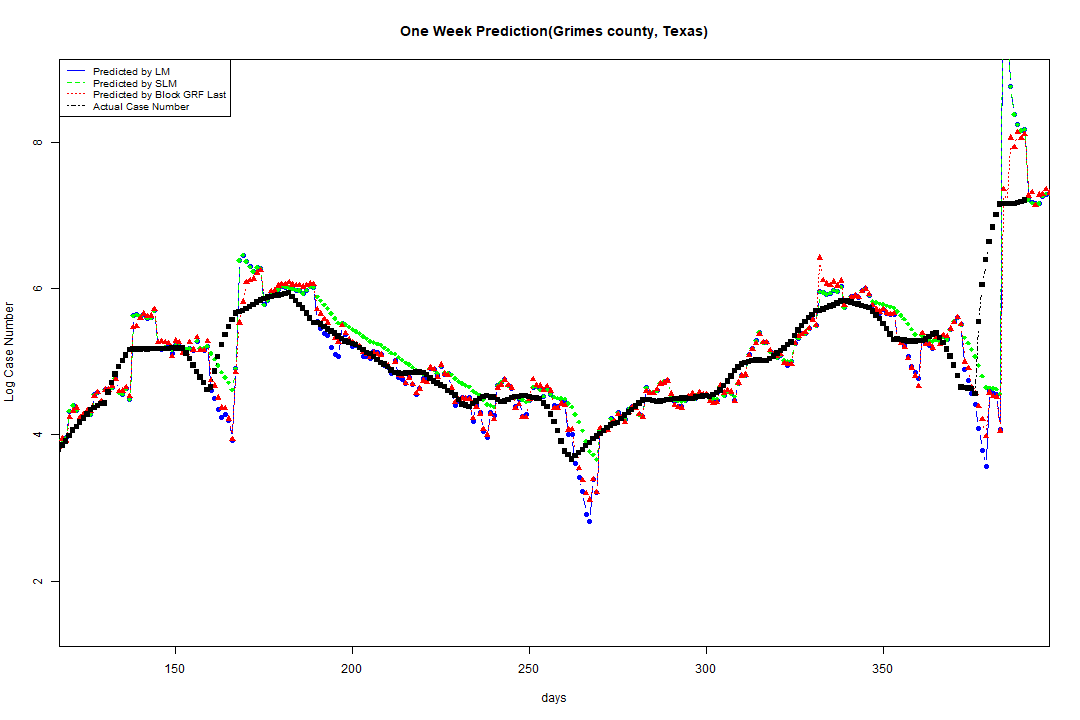 One Week Prediction(Grimes county, Texas)
Predicted by LM
Predicted by SLM
Predicted by Block GRF Last
Actual Case Number
Log Case Number
8
6
4
2
150 200 250 300 350
days